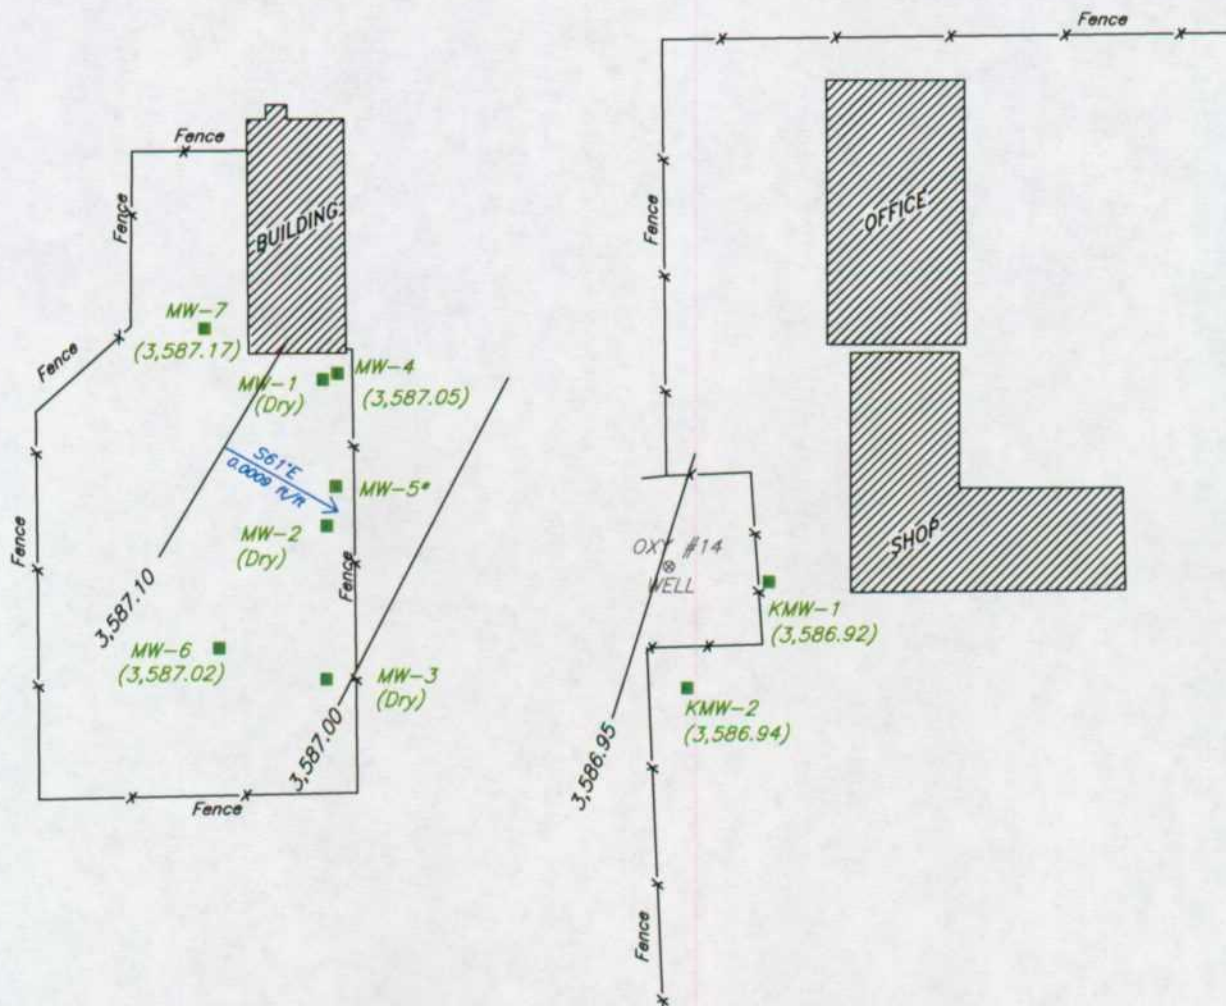 Fence
Fence
Fence
BUILDING
Fence
OFFICE
MW-7
(3,587.17)
Fence
MW-1
(Dry)
MW-4
(3,587.05)
S61°E
0.0009 ft/ft
MW-5*
MW-2
(Dry)
Fence
Fence
OXY #14
WELL
SHOP
3,587.10
KMW-1
(3,586.92)
MW-6
(3,587.02)
MW-3
(Dry)
3,587.00
KMW-2
(3,586.94)
3,586.95
Fence
Fence